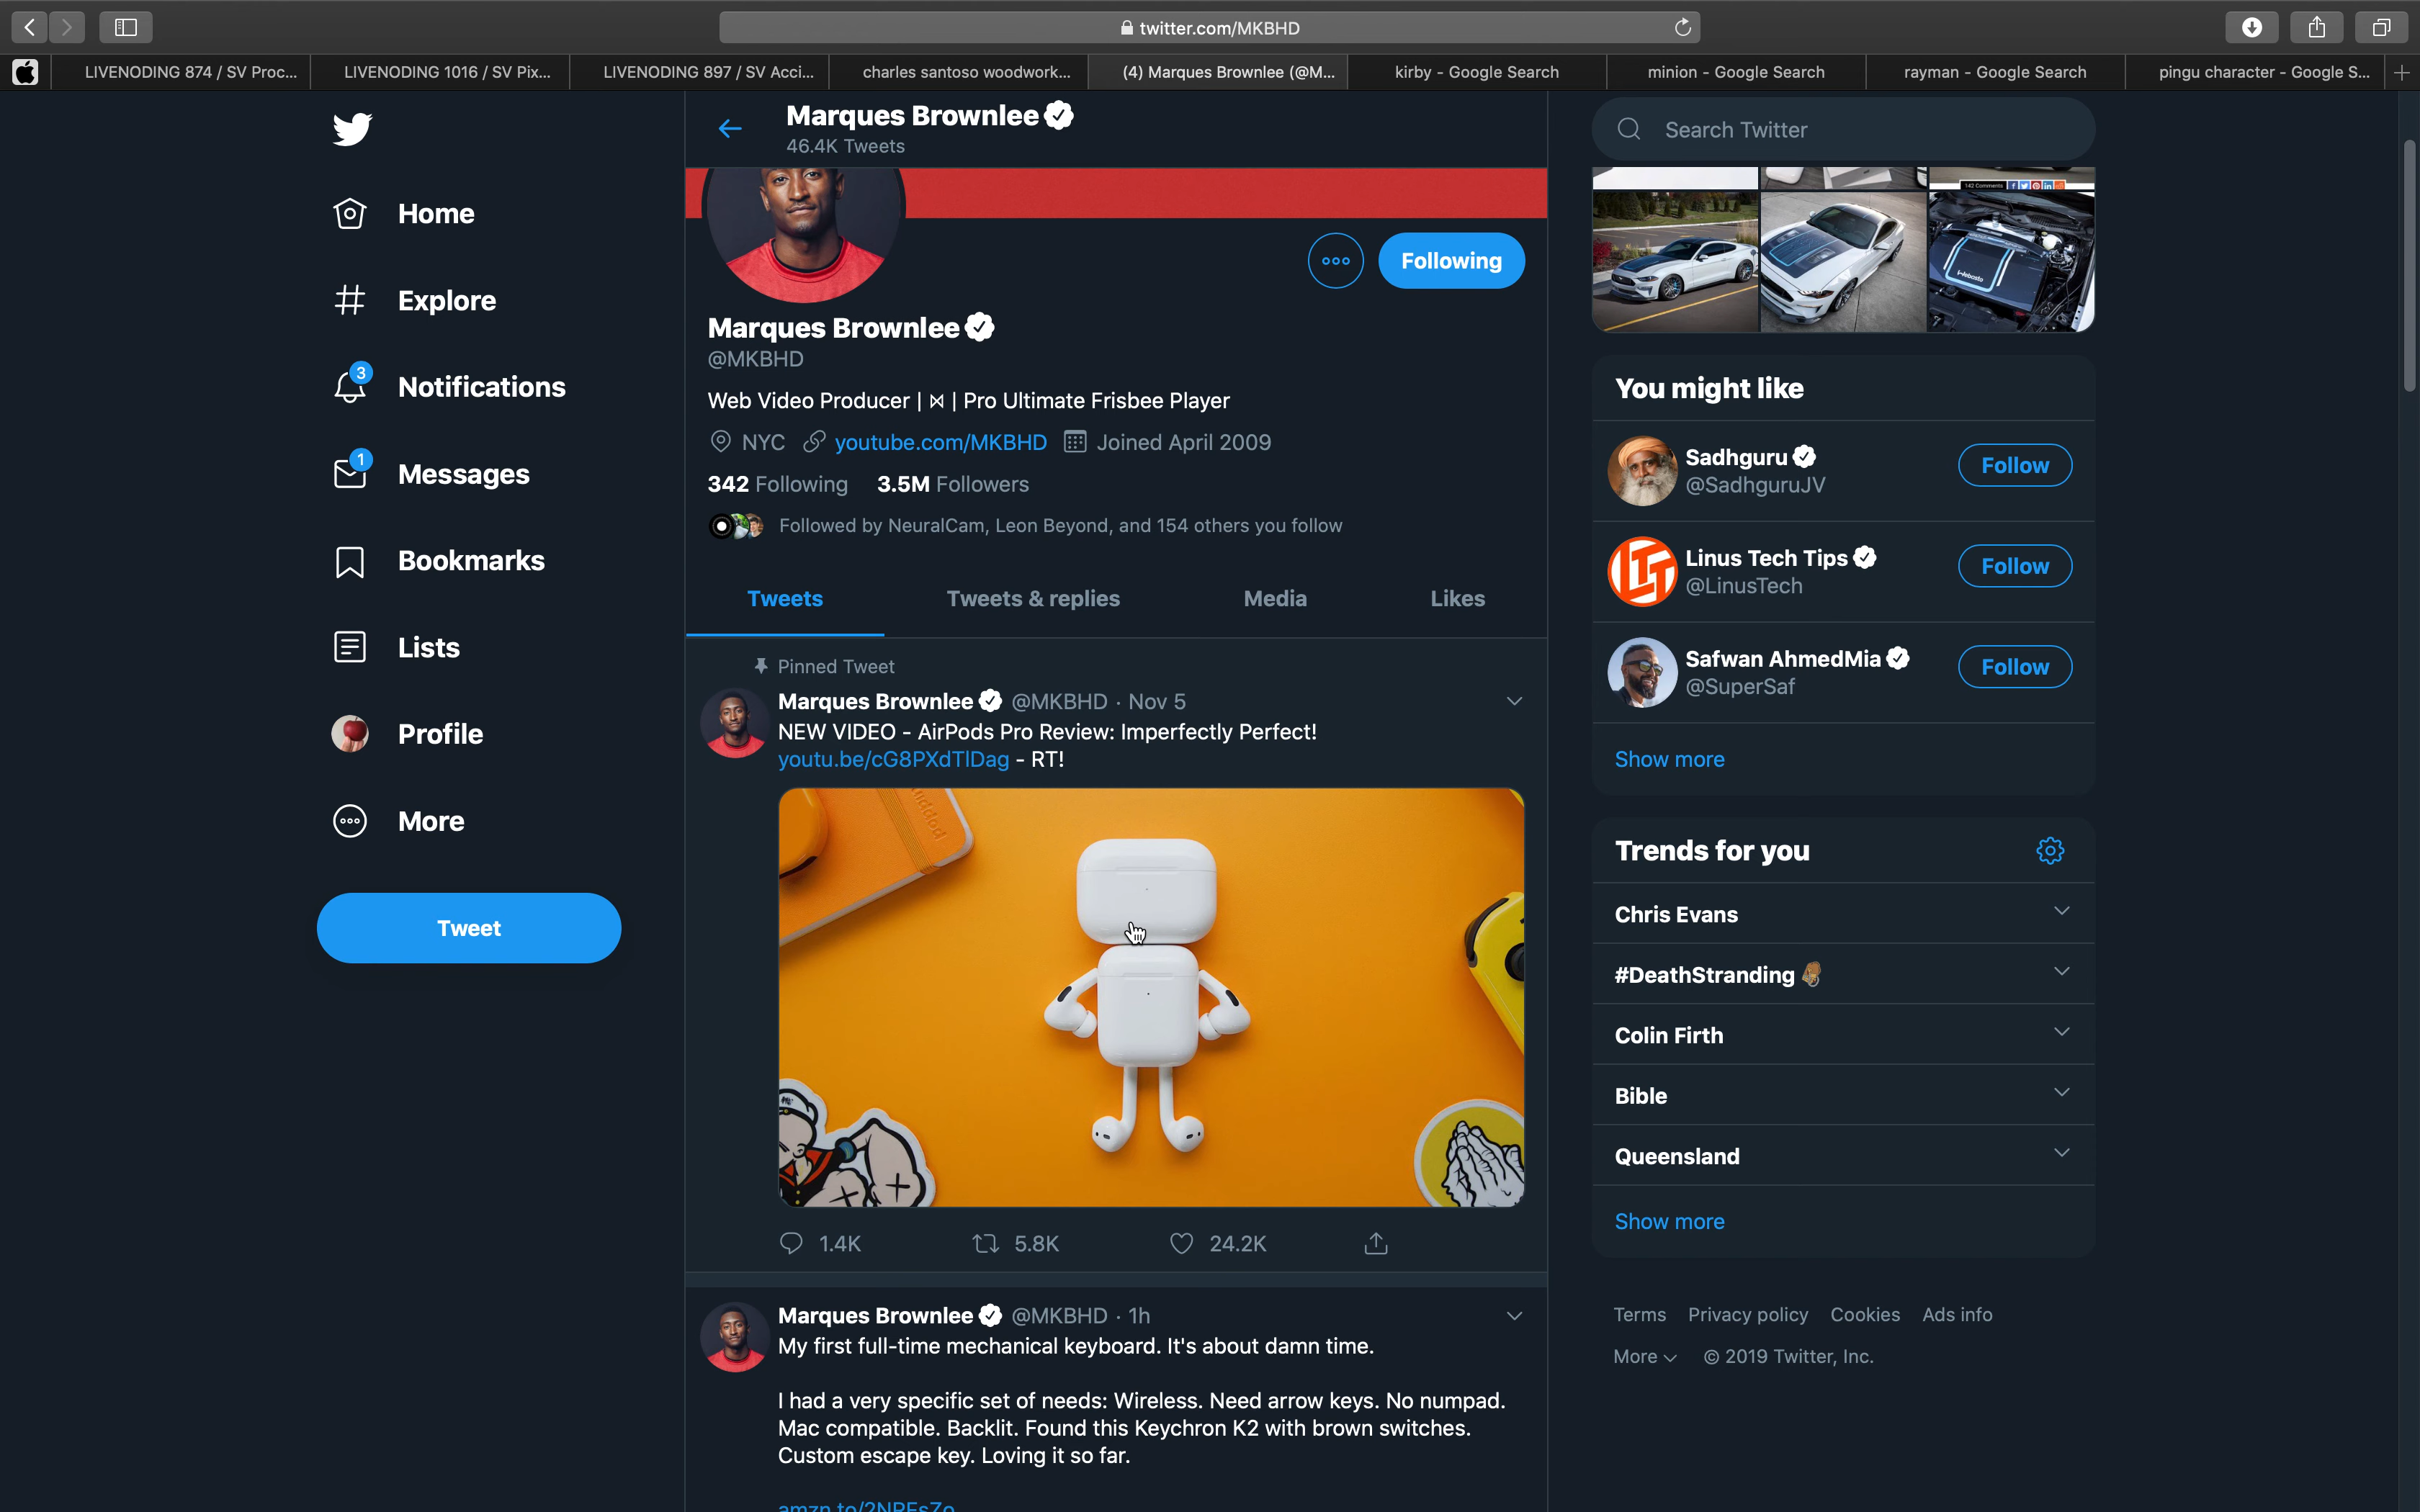 twitter.com/MKBHD
LIVENODING 874 / SV Proc...
LIVENODING 1016 / SV Pix...
LIVENODING 897 / SV Acci...
charles santoso woodwork...
(4) Marques Brownlee (@M...
kirby - Google Search
minion - Google Search
rayman - Google Search
pingu character - Google S...
Home
Explore
3
Notifications
1
Messages
Bookmarks
Lists
Profile
More
Tweet
Marques Brownlee
46.4K Tweets
Following
Marques Brownlee
@MKBHD
Web Video Producer | ⋈ | Pro Ultimate Frisbee Player
NYC youtube.com/MKBHD Joined April 2009
342 Following 3.5M Followers
Followed by NeuralCam, Leon Beyond, and 154 others you follow
Tweets Tweets & replies Media Likes
Pinned Tweet
Marques Brownlee @MKBHD · Nov 5
NEW VIDEO - AirPods Pro Review: Imperfectly Perfect!
youtu.be/cG8PXdTlDag - RT!
1.4K 5.8K 24.2K
Marques Brownlee @MKBHD · 1h
My first full-time mechanical keyboard. It's about damn time.
I had a very specific set of needs: Wireless. Need arrow keys. No numpad.
Mac compatible. Backlit. Found this Keychron K2 with brown switches.
Custom escape key. Loving it so far.
Search Twitter
142 Comments
Webasto
You might like
Sadhguru
@SadhguruJV
Follow
LTT
Linus Tech Tips
@LinusTech
Follow
Safwan AhmedMia
@SuperSaf
Follow
Show more
Trends for you
Chris Evans
#DeathStranding
Colin Firth
Bible
Queensland
Show more
Terms Privacy policy Cookies Ads info
More © 2019 Twitter, Inc.